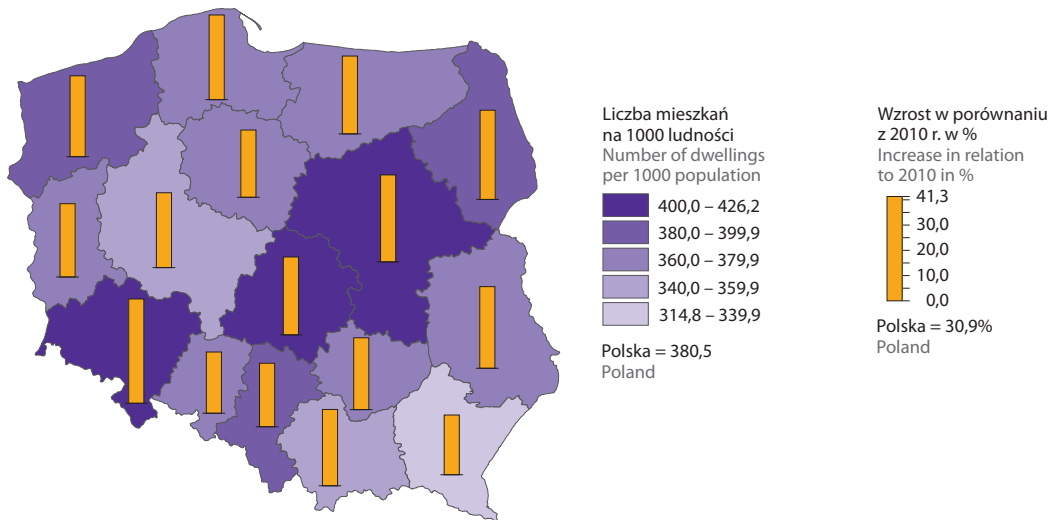 Liczba mieszkań
na 1000 ludności
Number of dwellings
per 1000 population
400,0 – 426,2
380,0 – 399,9
360,0 – 379,9
340,0 – 359,9
314,8 – 339,9
Polska = 380,5
Poland
Wzrost w porównaniu
z 2010 r. w %
Increase in relation
to 2010 in %
41,3
30,0
20,0
10,0
0,0
Polska = 30,9%
Poland